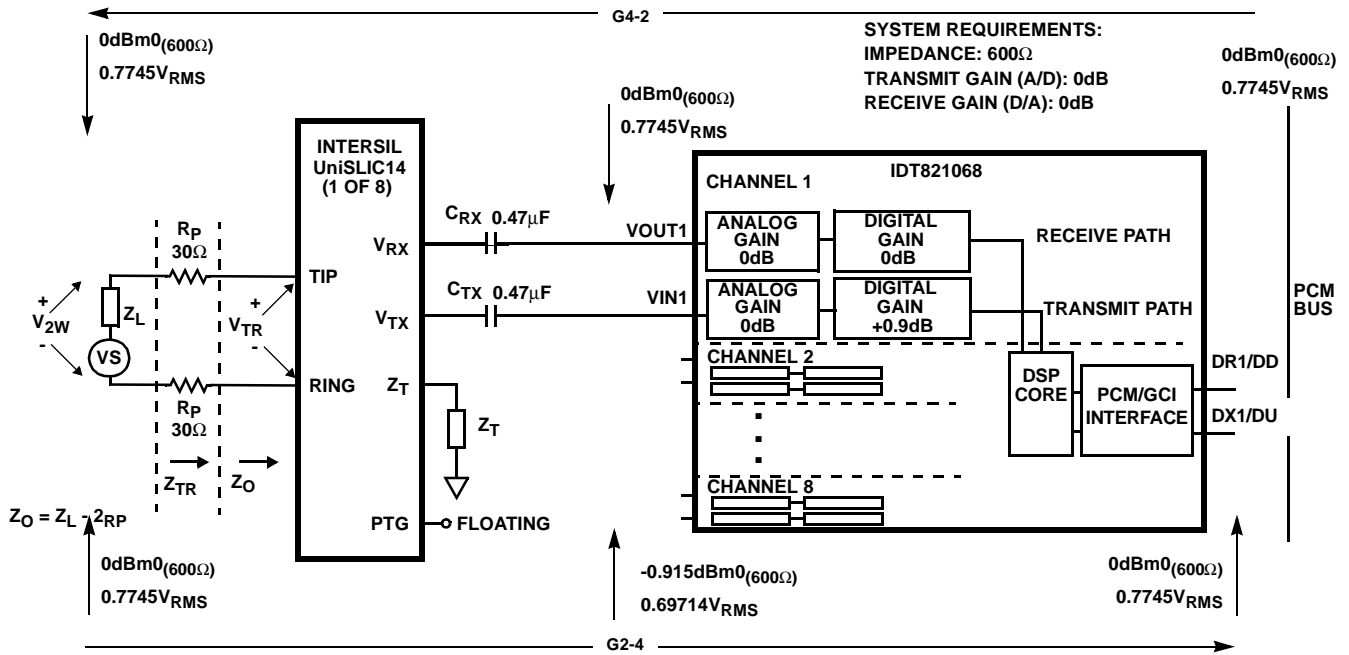 G4-2
0dBm0(600Ω)
0.7745VRMS
SYSTEM REQUIREMENTS:
IMPEDANCE: 600Ω
TRANSMIT GAIN (A/D): 0dB
RECEIVE GAIN (D/A): 0dB
0dBm0(600Ω)
0.7745VRMS
0dBm0(600Ω)
0.7745VRMS
INTERSIL
UniSLIC14
(1 OF 8)
IDT821068
CHANNEL 1
CRX 0.47μF
VRX
VOUT1
ANALOG
GAIN
0dB
DIGITAL
GAIN
0dB
RECEIVE PATH
RP
30Ω
TIP
CTX 0.47μF
VTX
VIN1
ANALOG
GAIN
0dB
DIGITAL
GAIN
+0.9dB
TRANSMIT PATH
PCM
BUS
+
V2W
-
ZL
VS
+
VTR
-
RING
ZT
ZT
RP
30Ω
CHANNEL 2
DSP
CORE
PCM/GCI
INTERFACE
DR1/DD
DX1/DU
ZTR
ZO
CHANNEL 8
ZO = ZL - 2RP
PTG
FLOATING
0dBm0(600Ω)
0.7745VRMS
-0.915dBm0(600Ω)
0.69714VRMS
0dBm0(600Ω)
0.7745VRMS
G2-4